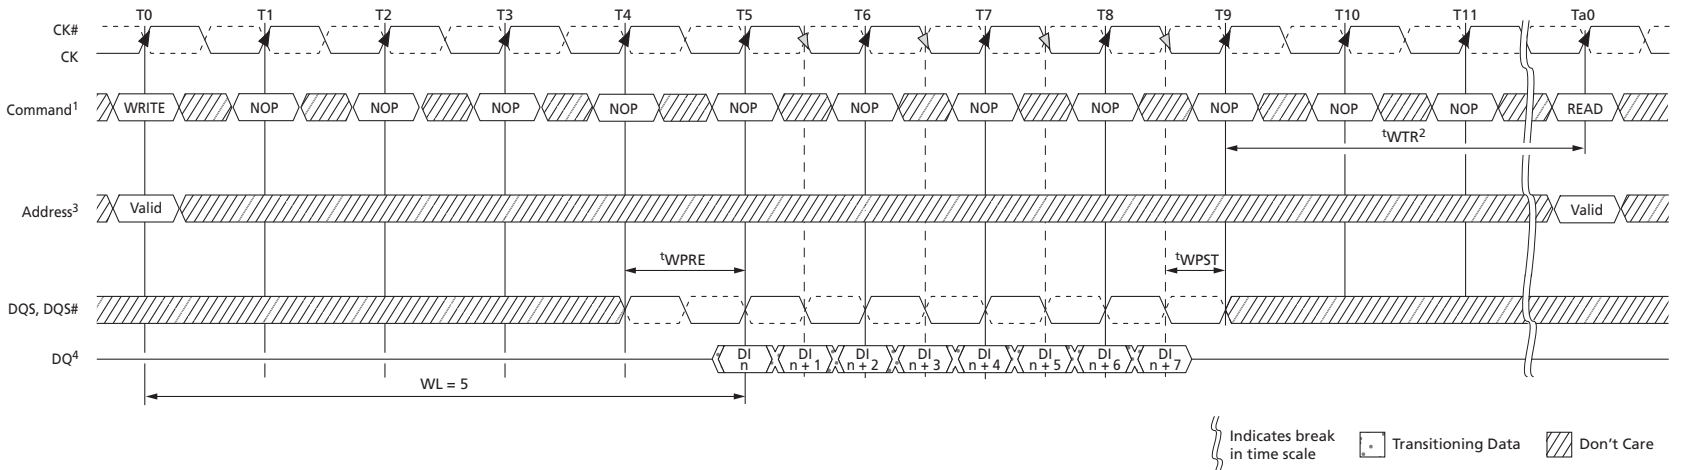 T0 T1 T2 T3 T4 T5 T6 T7 T8 T9 T10 T11 Ta0
CK#
CK
Command1 WRITE NOP NOP NOP NOP NOP NOP NOP NOP NOP NOP NOP READ
tWTR2
Address3 Valid Valid
tWPRE tWPST
DQS, DQS#
DQ4
DI n
DI n + 1
DI n + 2
DI n + 3
DI n + 4
DI n + 5
DI n + 6
DI n + 7
WL = 5
Indicates break
in time scale
Transitioning Data
Don't Care